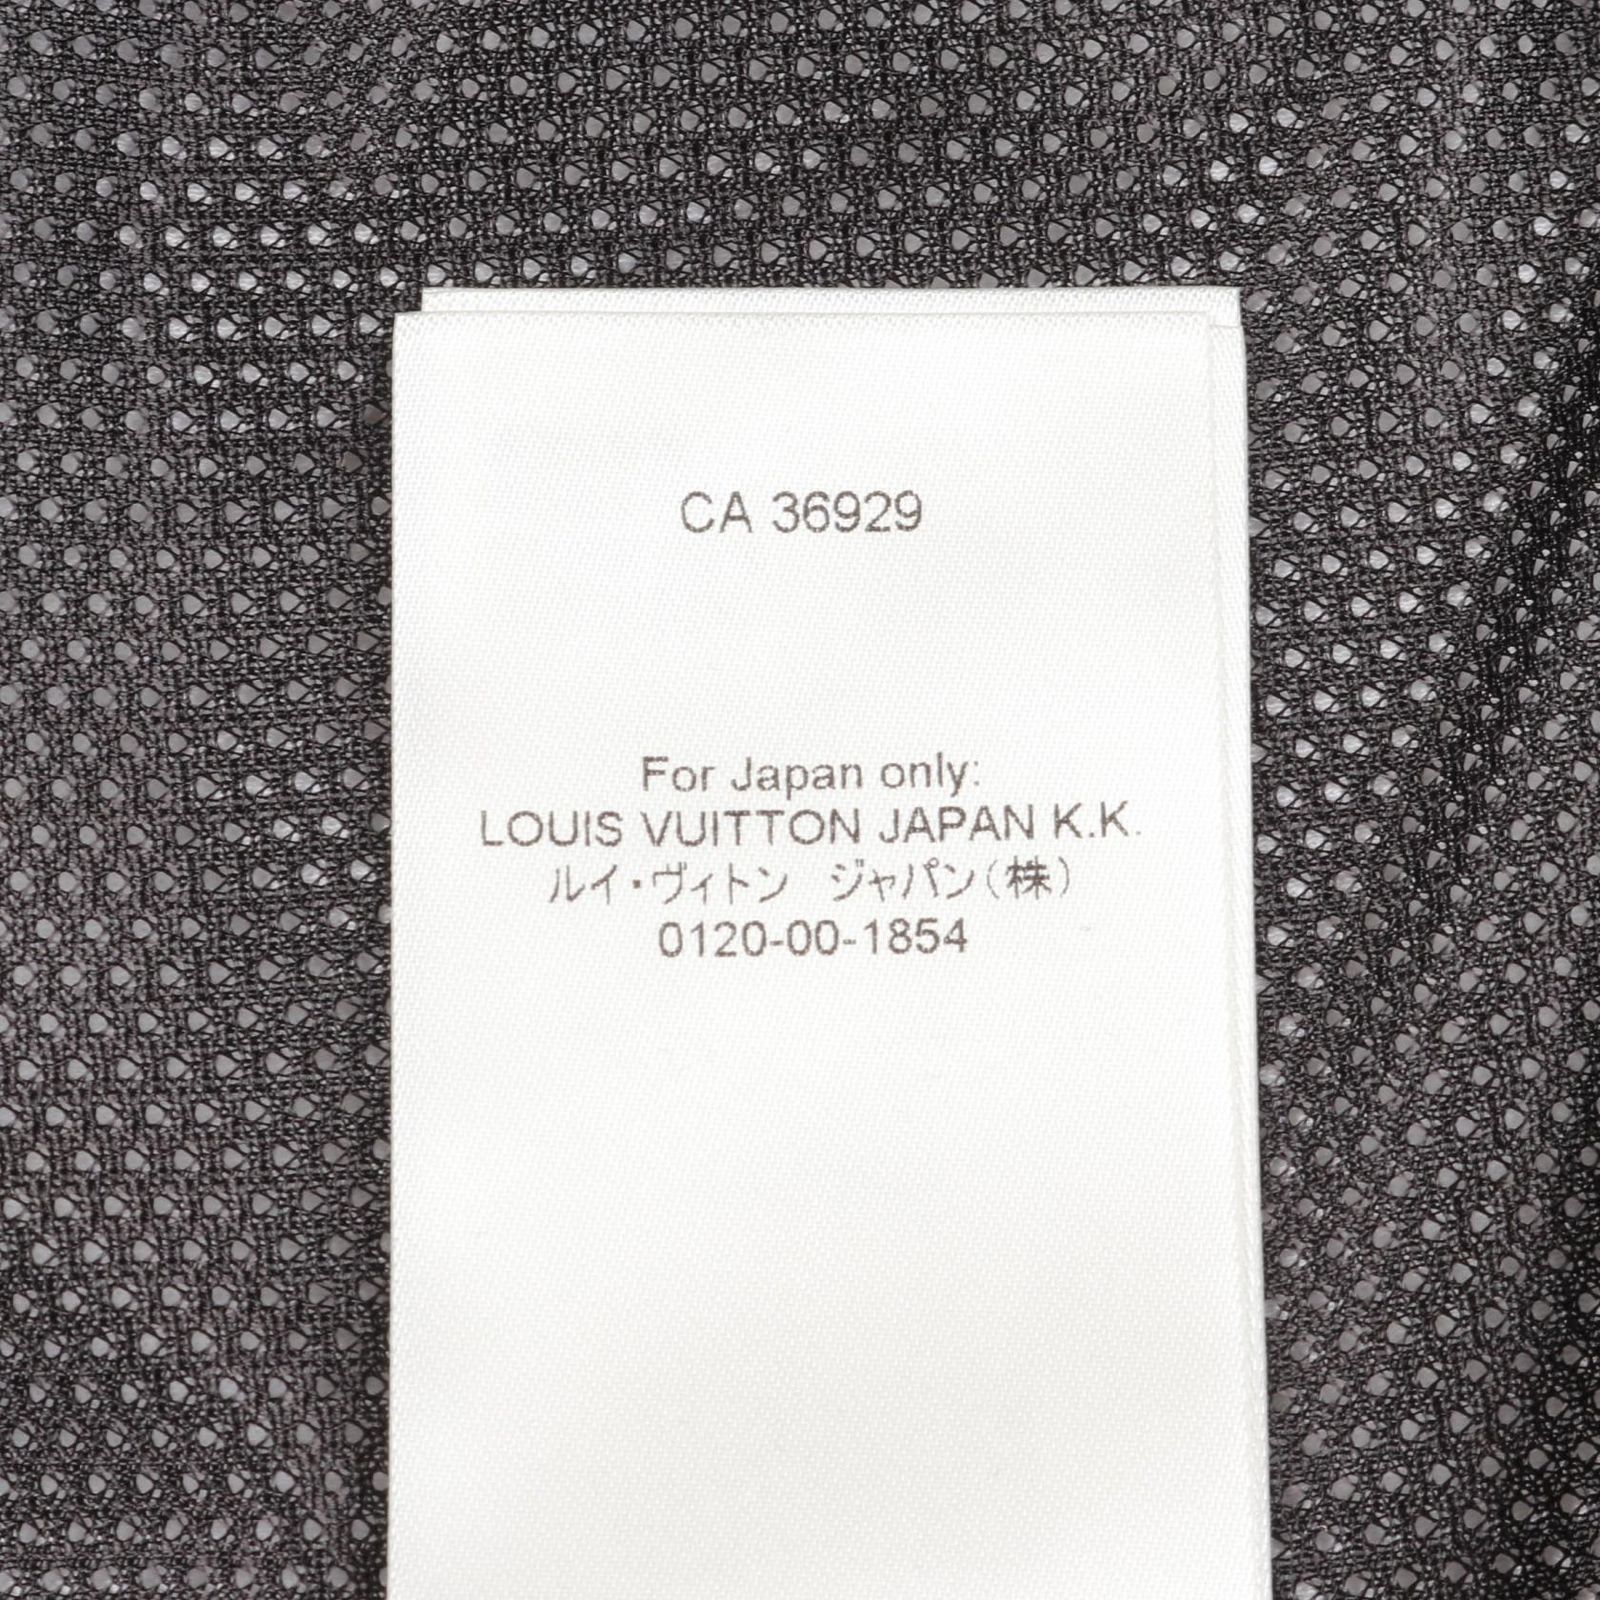 CA 36929
For Japan only:
LOUIS VUITTON JAPAN K.K.
ルイ・ヴィトン　ジャパン(株)
0120-00-1854